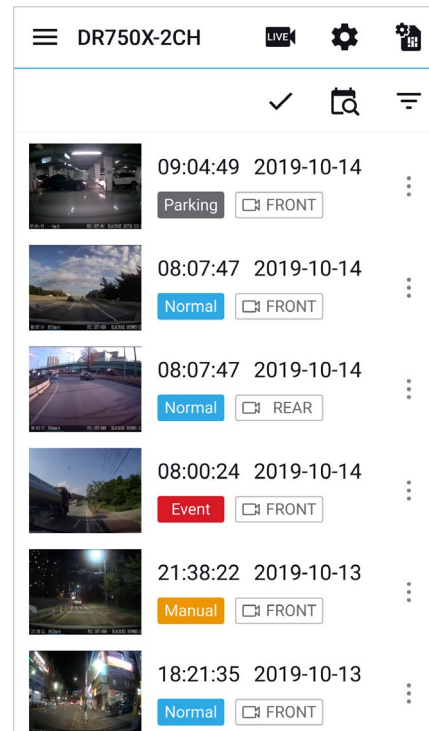 DR750X-2CH LIVE
09:04:49 2019-10-14
Parking FRONT
08:07:47 2019-10-14
Normal FRONT
08:07:47 2019-10-14
Normal REAR
08:00:24 2019-10-14
Event FRONT
21:38:22 2019-10-13
Manual FRONT
18:21:35 2019-10-13
Normal FRONT